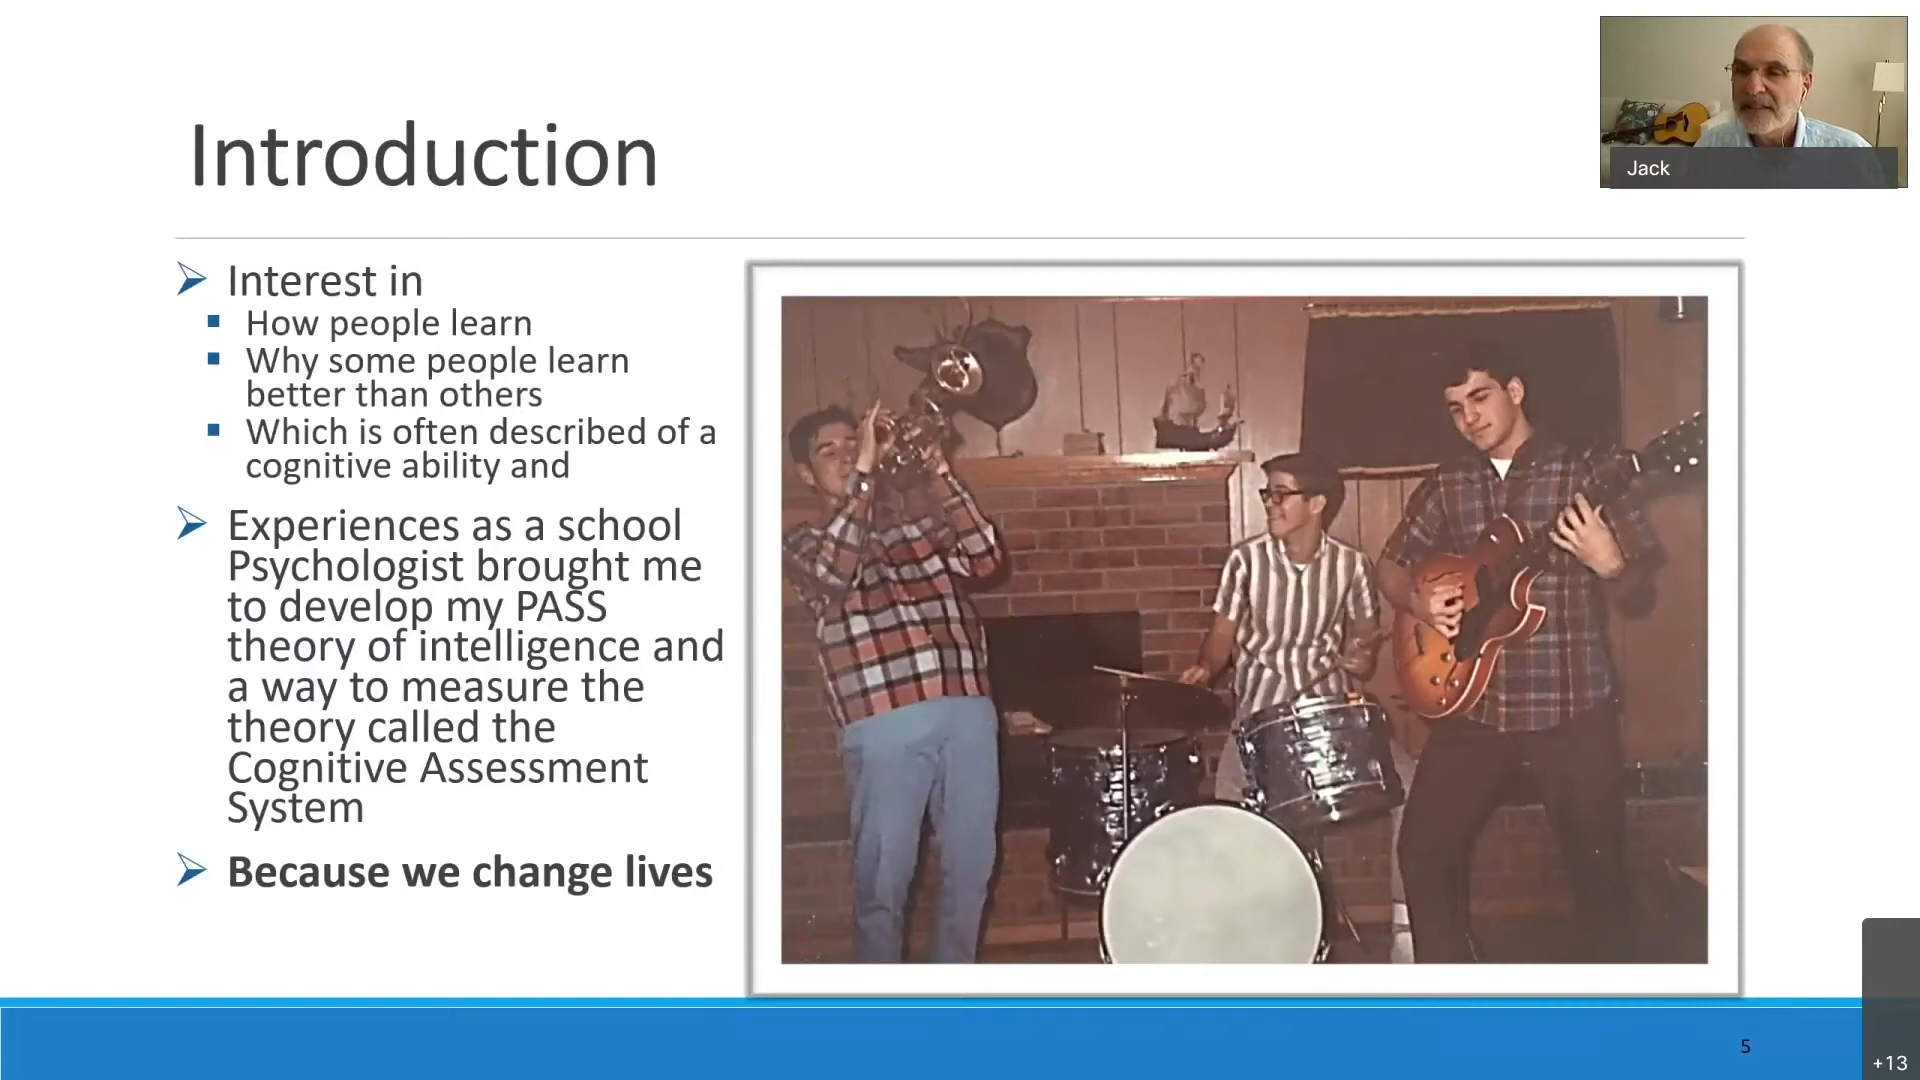 Jack
Introduction
Interest in
How people learn
Why some people learn
better than others
Which is often described of a
cognitive ability and
Experiences as a school
Psychologist brought me
to develop my PASS
theory of intelligence and
a way to measure the
theory called the
Cognitive Assessment
System
Because we change lives
5
+13